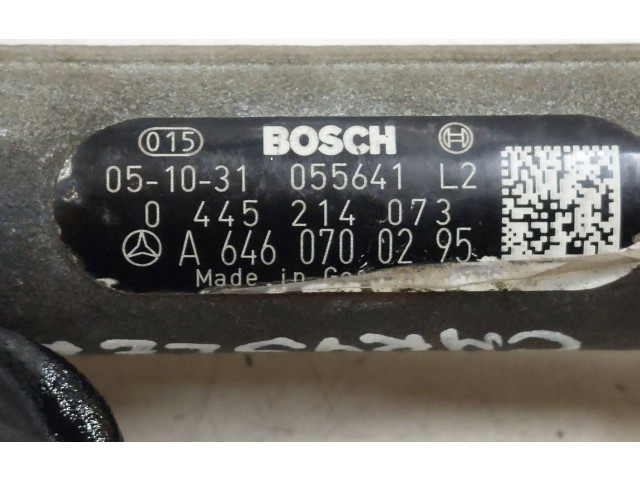 015 BOSCH
05-10-31 055641 L2
0 445 214 073
A 646 070 02 95
Made in